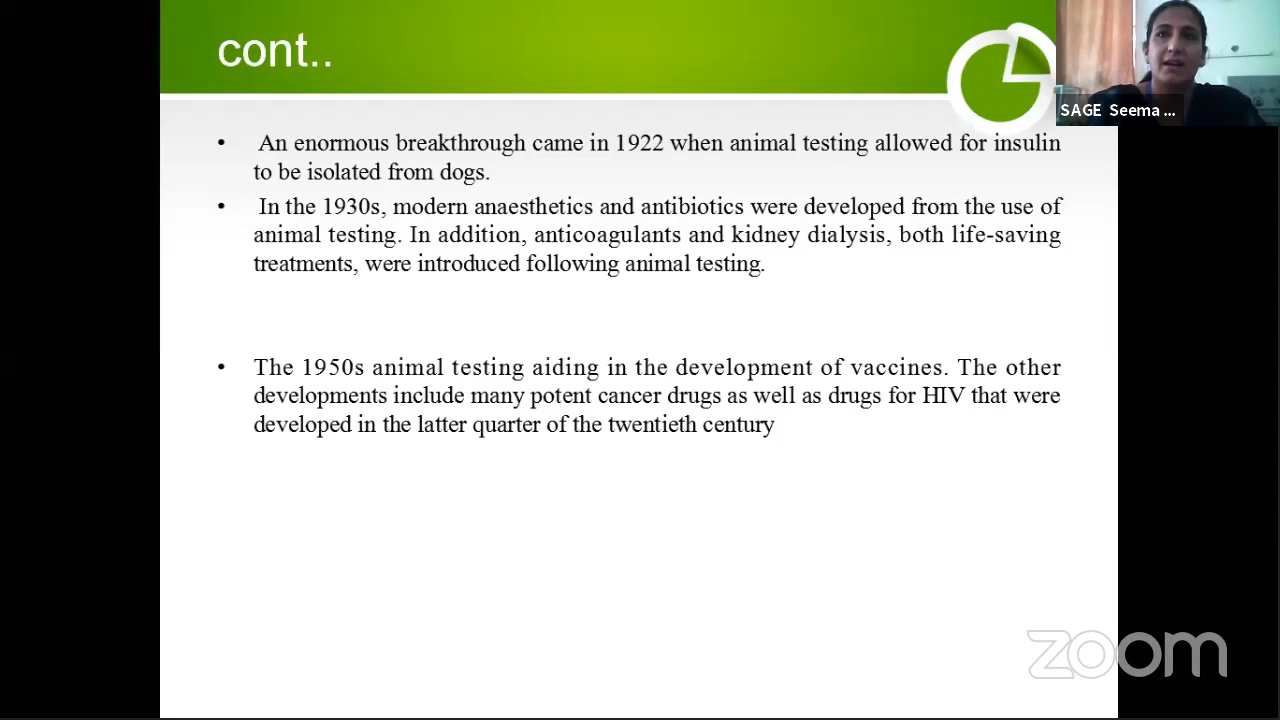 cont..
SAGE Seema ...
• An enormous breakthrough came in 1922 when animal testing allowed for insulin
to be isolated from dogs.
• In the 1930s, modern anaesthetics and antibiotics were developed from the use of
animal testing. In addition, anticoagulants and kidney dialysis, both life-saving
treatments, were introduced following animal testing.
• The 1950s animal testing aiding in the development of vaccines. The other
developments include many potent cancer drugs as well as drugs for HIV that were
developed in the latter quarter of the twentieth century
zoom